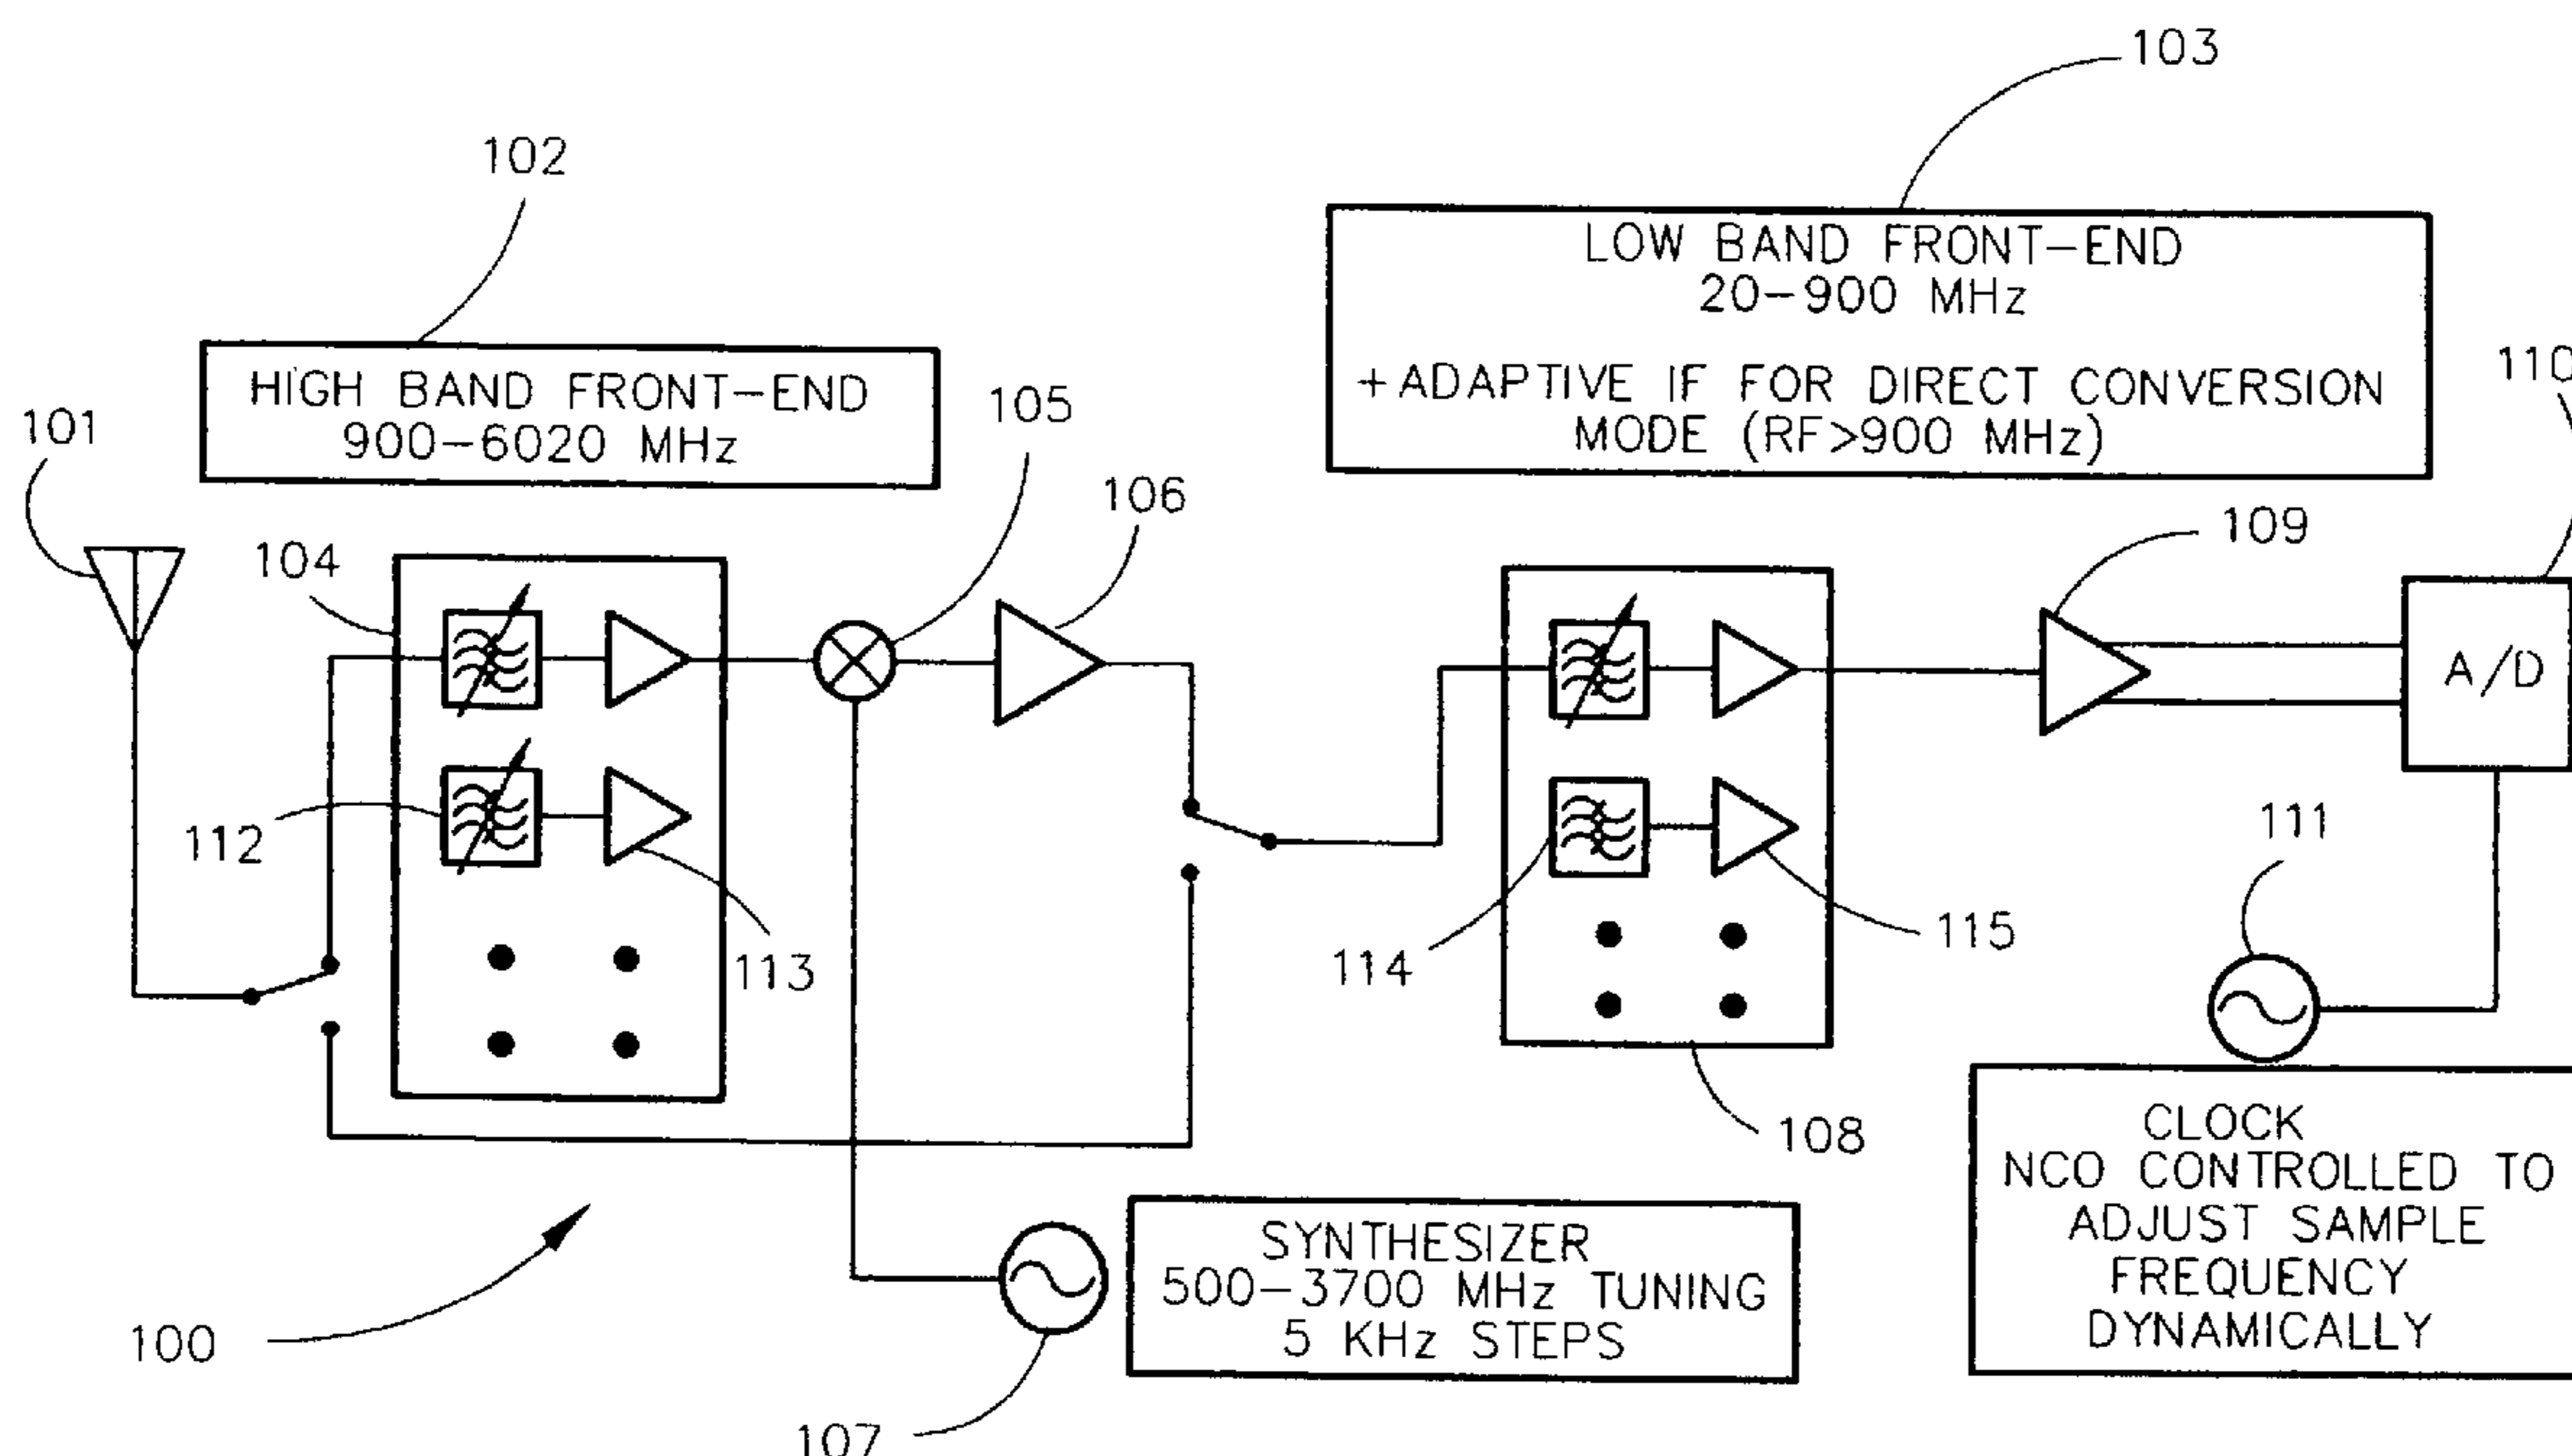 103
102
LOW BAND FRONT-END
20-900 MHz
+ADAPTIVE IF FOR DIRECT CONVERSION
MODE (RF>900 MHz)
110
HIGH BAND FRONT-END
900-6020 MHz
105
101
106
109
104
A/D
112
113
114
115
111
108
CLOCK
NCO CONTROLLED TO
ADJUST SAMPLE
FREQUENCY
DYNAMICALLY
SYNTHESIZER
500-3700 MHz TUNING
5 KHz STEPS
100
107